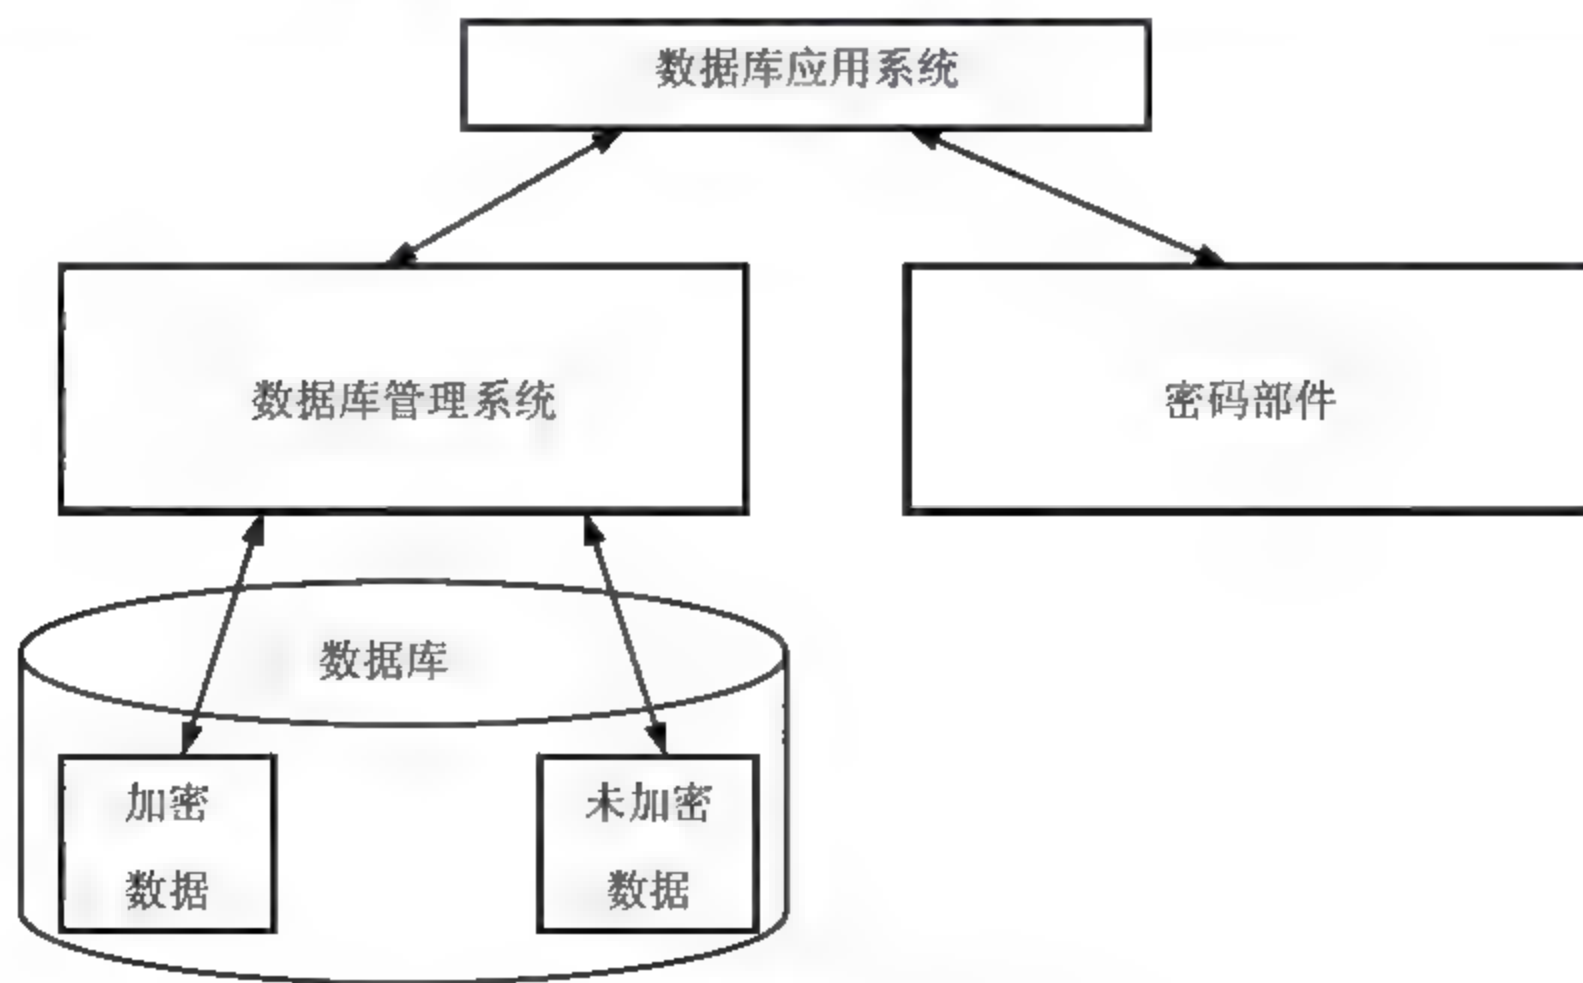 数据库应用系统
数据库管理系统
密码部件
数据库
加密
数据
未加密
数据